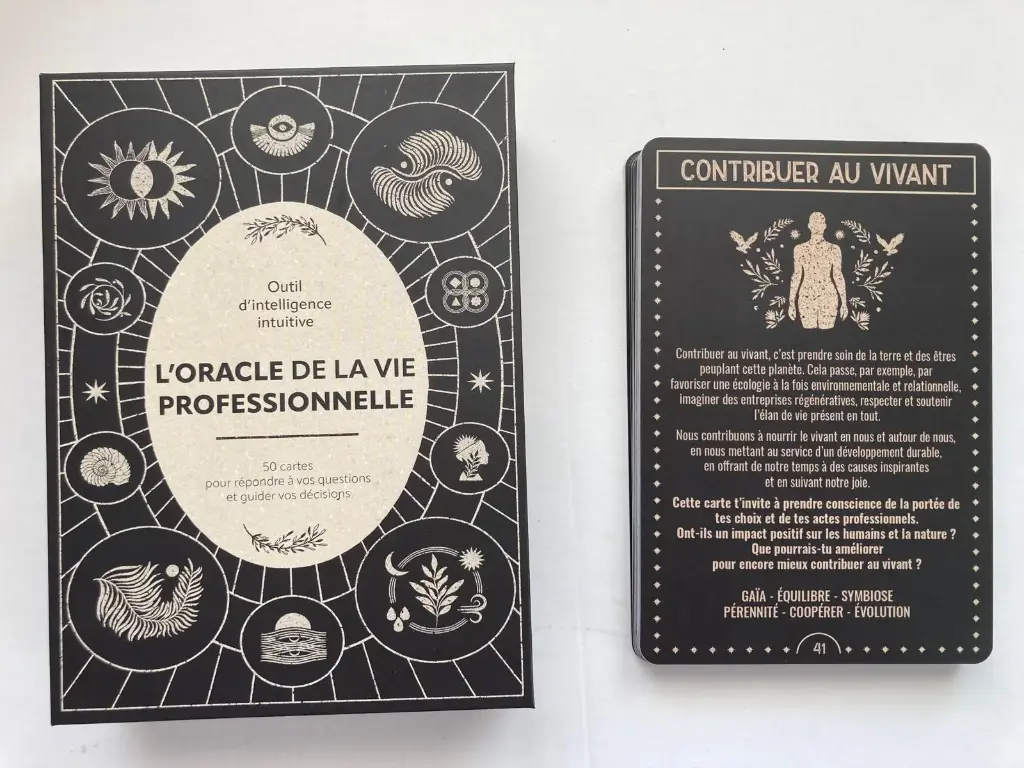 Outil
d'intelligence
intuitive
L'ORACLE DE LA VIE
PROFESSIONNELLE
50 cartes
pour répondre à vos questions
et guider vos décisions
CONTRIBUER AU VIVANT
Contribuer au vivant, c'est prendre soin de la terre et des êtres
peuplant cette planète. Cela passe, par exemple, par
favoriser une écologie à la fois environnementale et relationnelle,
imaginer des entreprises régénératives, respecter et soutenir
l'élan de vie présent en tout.
Nous contribuons à nourrir le vivant en nous et autour de nous,
en nous mettant au service d'un développement durable,
en offrant de notre temps à des causes inspirantes
et en suivant notre joie.
Cette carte t'invite à prendre conscience de la portée de
tes choix et de tes actes professionnels.
Ont-ils un impact positif sur les humains et la nature ?
Que pourrais-tu améliorer
pour encore mieux contribuer au vivant ?
GAÏA - ÉQUILIBRE - SYMBIOSE
PÉRENNITÉ - COOPÉRER - ÉVOLUTION
41